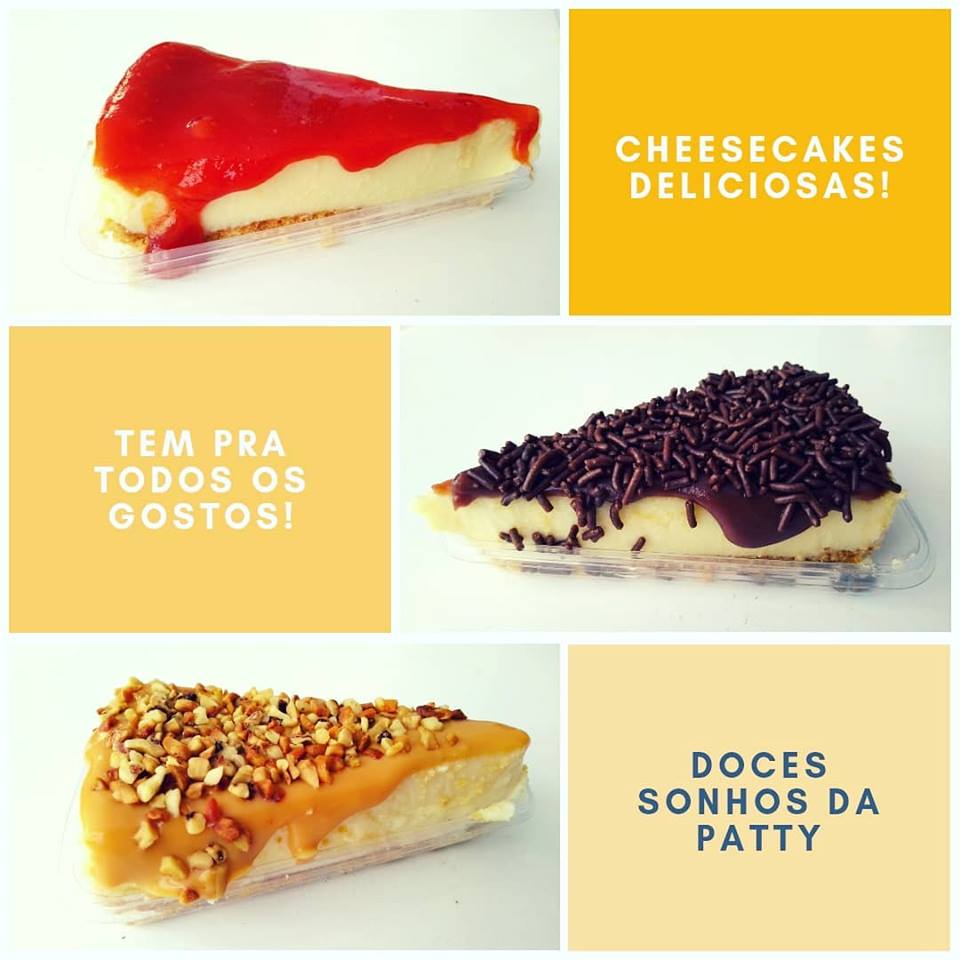 CHEESECAKES
DELICIOSAS!
TEM PRA
TODOS OS
GOSTOS!
DOCES
SONHOS DA
PATTY